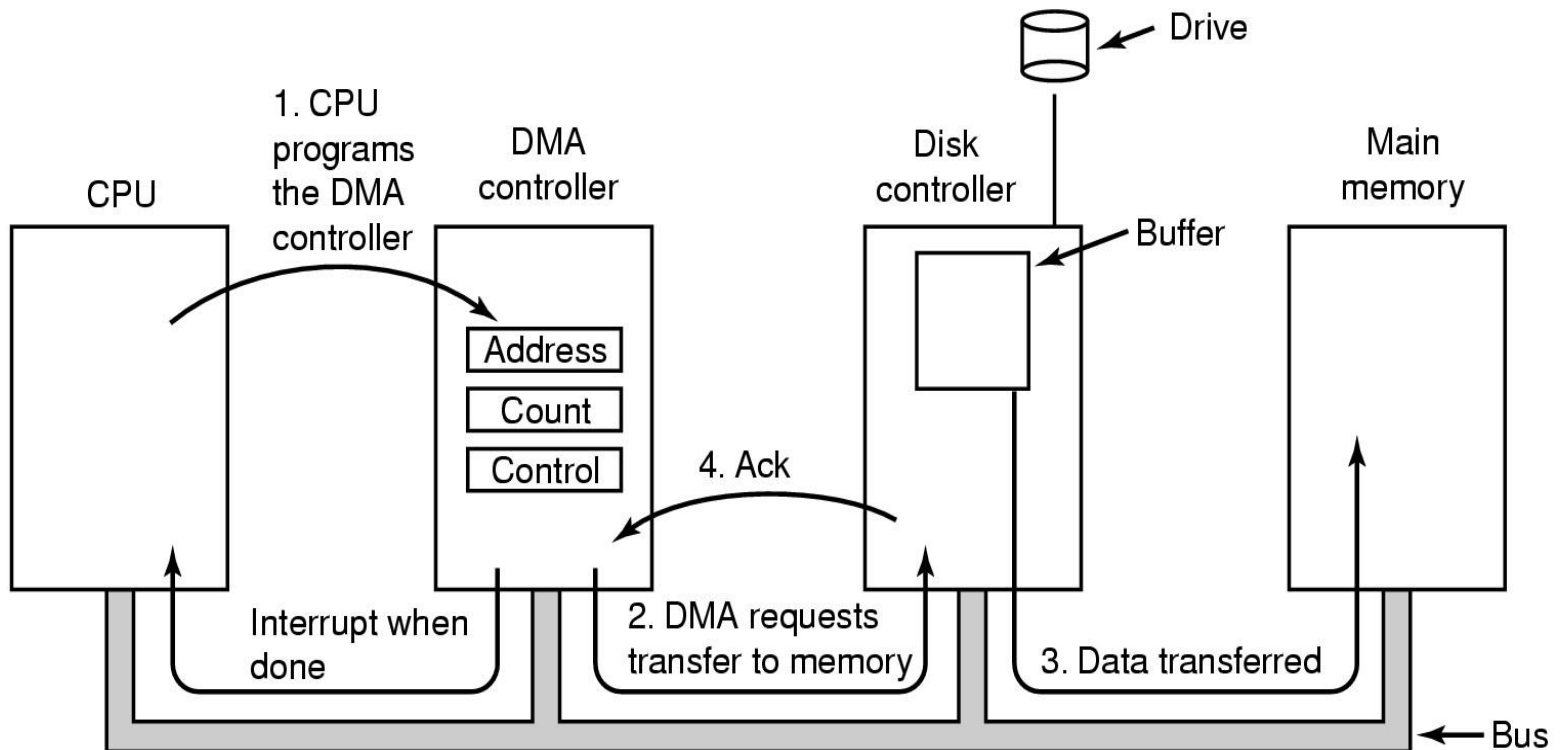 Drive
1. CPU
programs
the DMA
controller
DMA
controller
Disk
controller
Main
memory
CPU
Buffer
Address
Count
Control
4. Ack
Interrupt when
done
2. DMA requests
transfer to memory
3. Data transferred
Bus